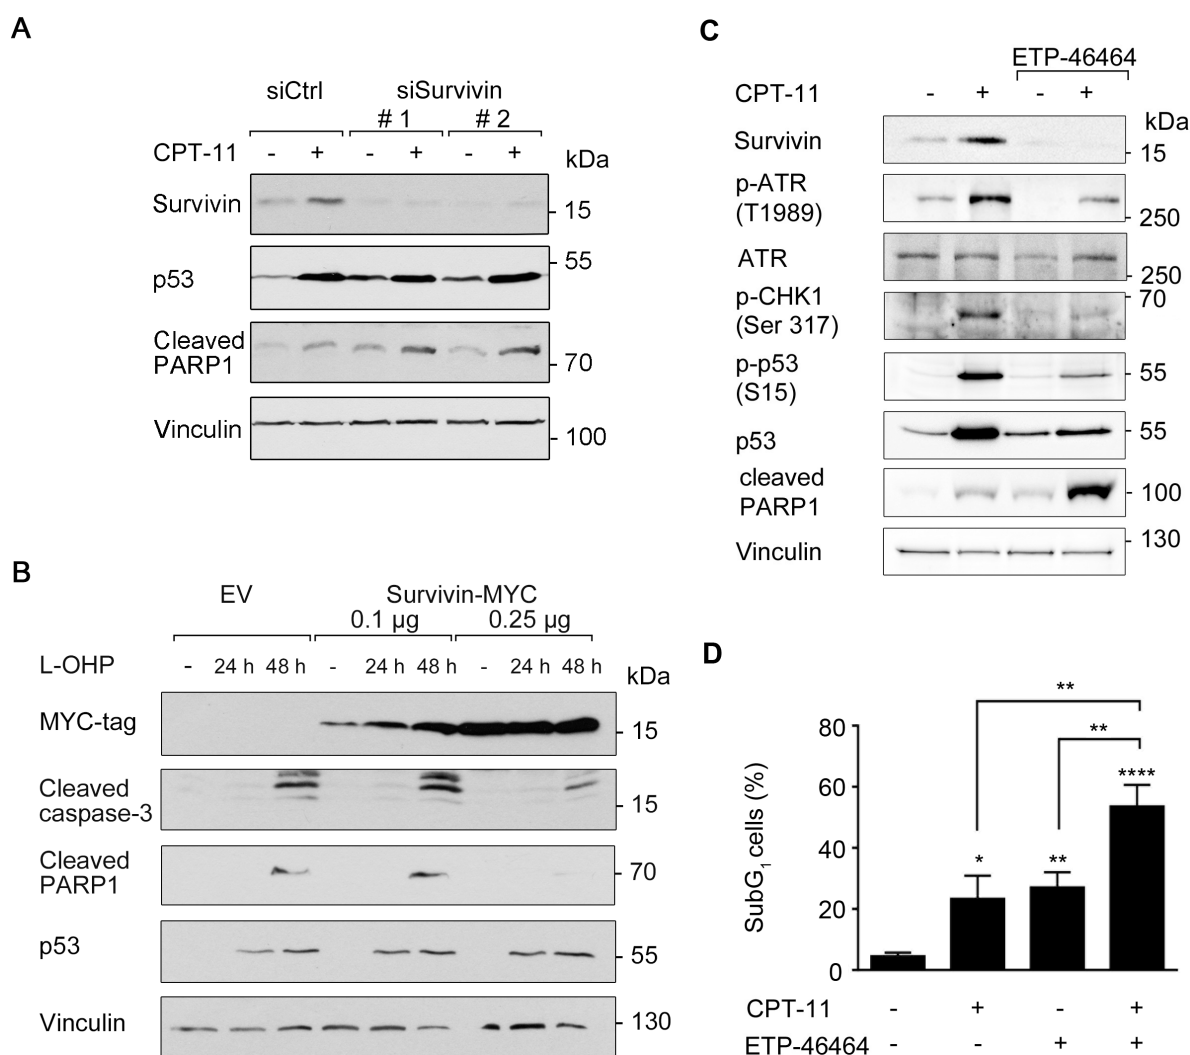 A
siCtrl siSurvivin
# 1 # 2
CPT-11 - + - + - + kDa
Survivin 15
p53 55
Cleaved
PARP1 70
Vinculin 100
B
EV Survivin-MYC
0.1 µg 0.25 µg
L-OHP - 24 h 48 h - 24 h 48 h - 24 h 48 h kDa
MYC-tag 15
Cleaved
caspase-3 15
Cleaved
PARP1 70
p53 55
Vinculin 130
C
ETP-46464
CPT-11 - + - + kDa
Survivin 15
p-ATR
(T1989) 250
ATR 250
p-CHK1 70
(Ser 317)
p-p53 55
(S15)
p53 55
cleaved
PARP1 100
Vinculin 130
D
**
**
****
* **
SubG1 cells (%)
80
60
40
20
0
CPT-11 - + - +
ETP-46464 - - + +